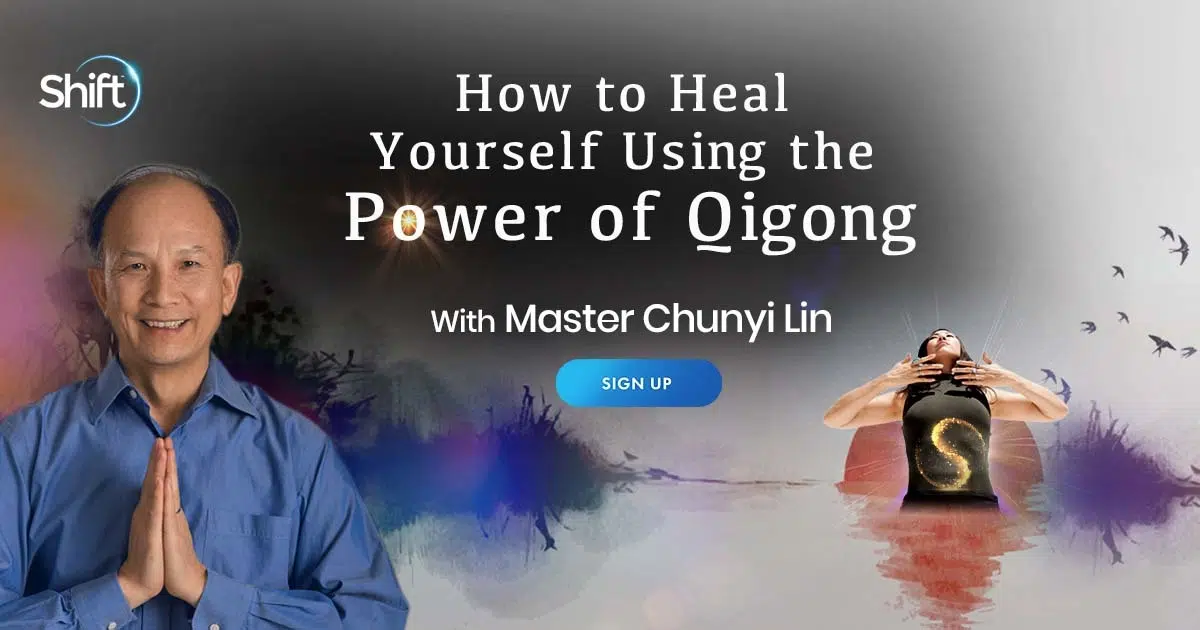 Shift
How to Heal
Yourself Using the
Power of Qigong
With Master Chunyi Lin
SIGN UP